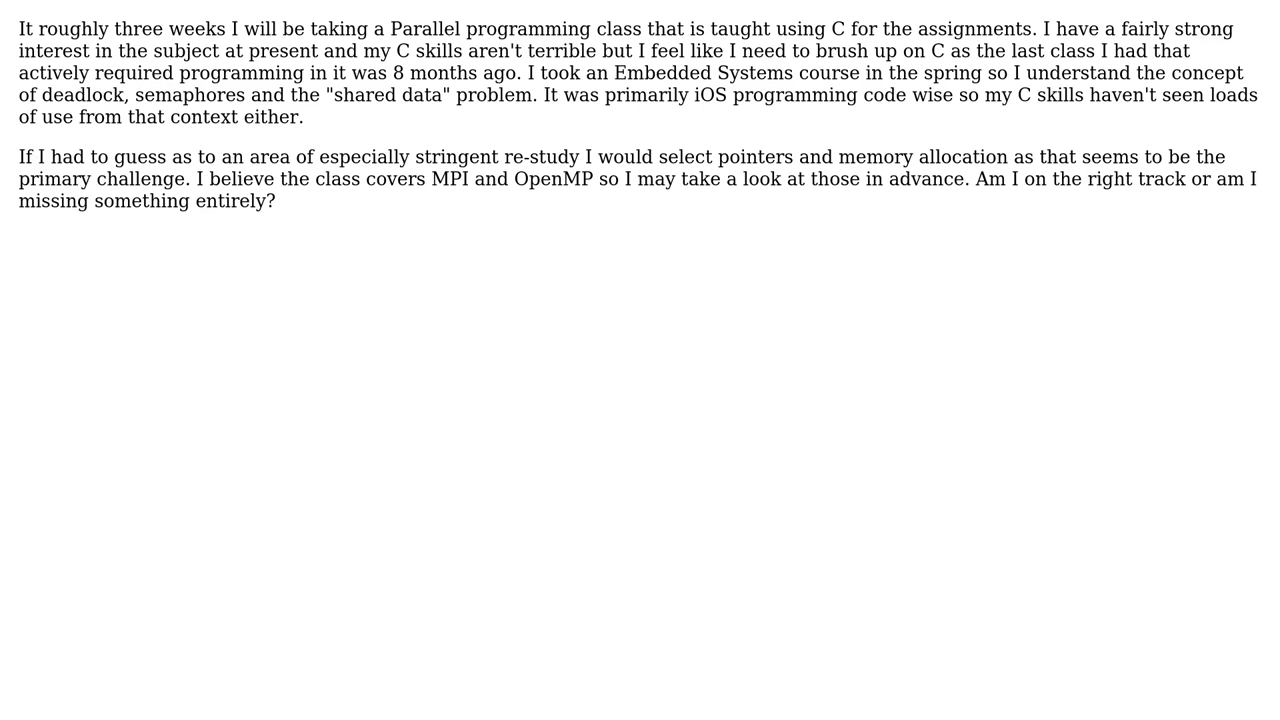 It roughly three weeks I will be taking a Parallel programming class that is taught using C for the assignments. I have a fairly strong
interest in the subject at present and my C skills aren't terrible but I feel like I need to brush up on C as the last class I had that
actively required programming in it was 8 months ago. I took an Embedded Systems course in the spring so I understand the concept
of deadlock, semaphores and the "shared data" problem. It was primarily iOS programming code wise so my C skills haven't seen loads
of use from that context either.
If I had to guess as to an area of especially stringent re-study I would select pointers and memory allocation as that seems to be the
primary challenge. I believe the class covers MPI and OpenMP so I may take a look at those in advance. Am I on the right track or am I
missing something entirely?